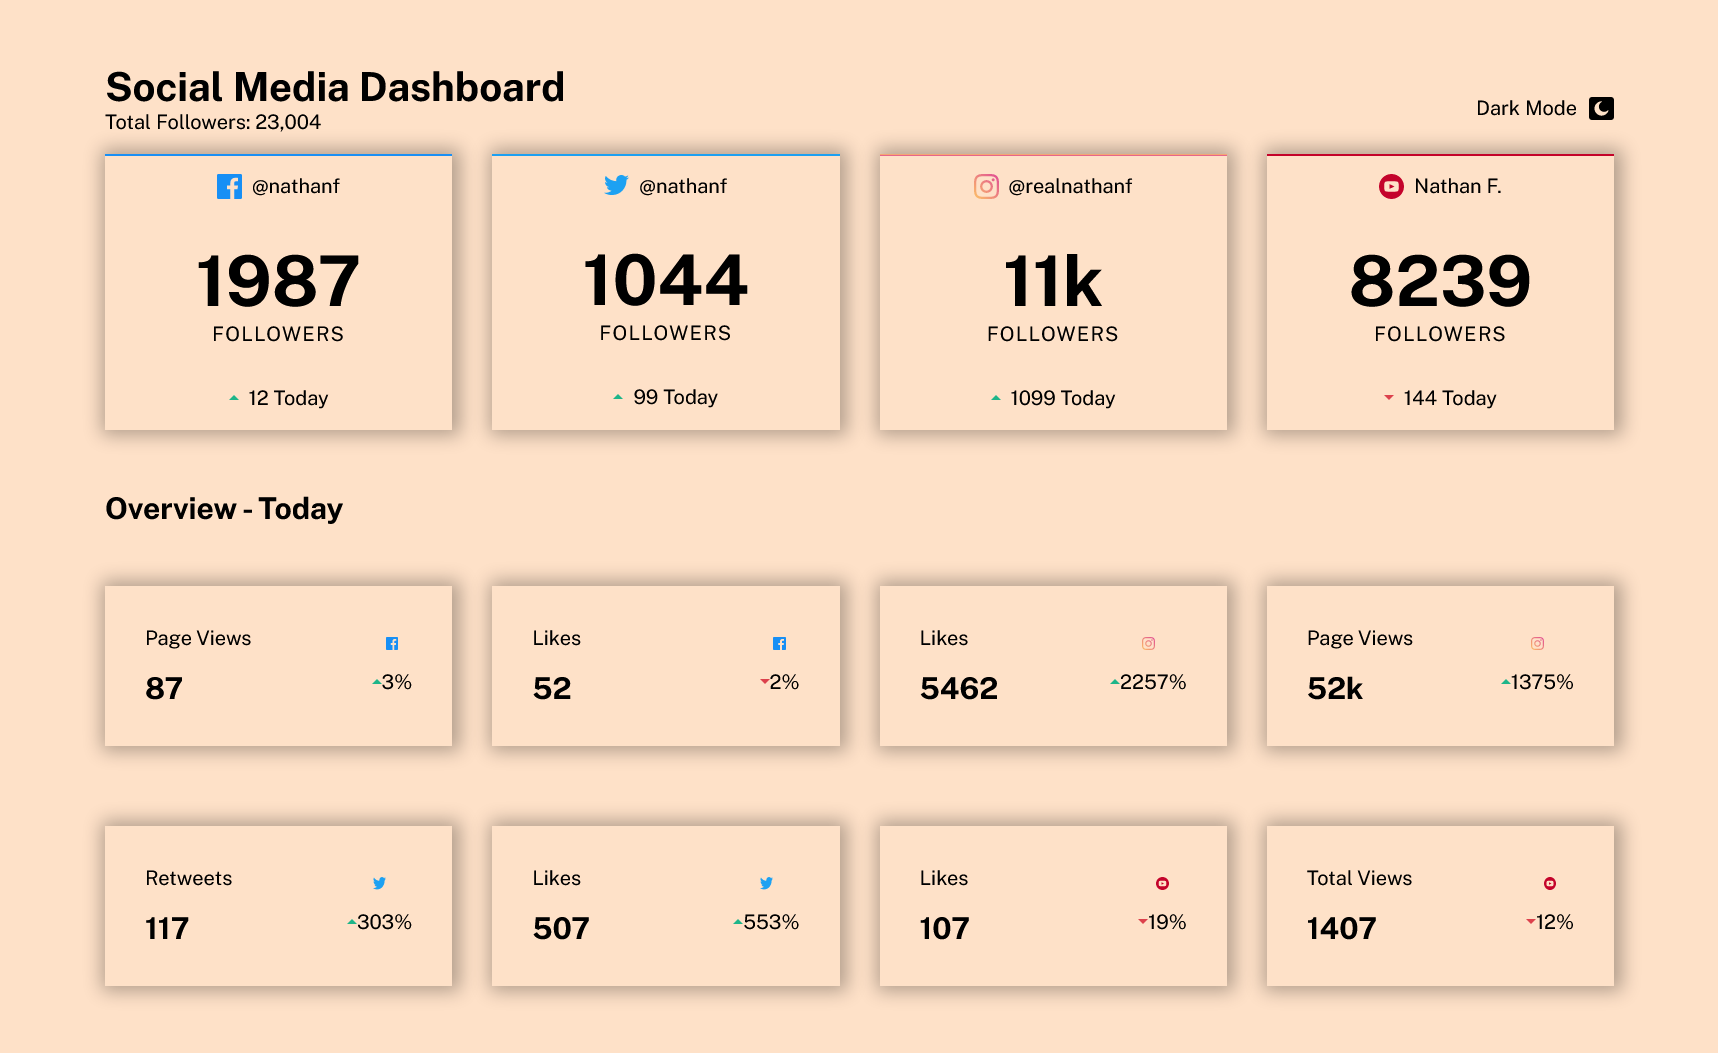 Social Media Dashboard
Total Followers: 23,004
Dark Mode
@nathanf
1987
FOLLOWERS
12 Today
@nathanf
1044
FOLLOWERS
99 Today
@realnathanf
11k
FOLLOWERS
1099 Today
Nathan F.
8239
FOLLOWERS
144 Today
Overview - Today
Page Views
87
3%
Likes
52
2%
Likes
5462
2257%
Page Views
52k
1375%
Retweets
117
303%
Likes
507
553%
Likes
107
19%
Total Views
1407
12%